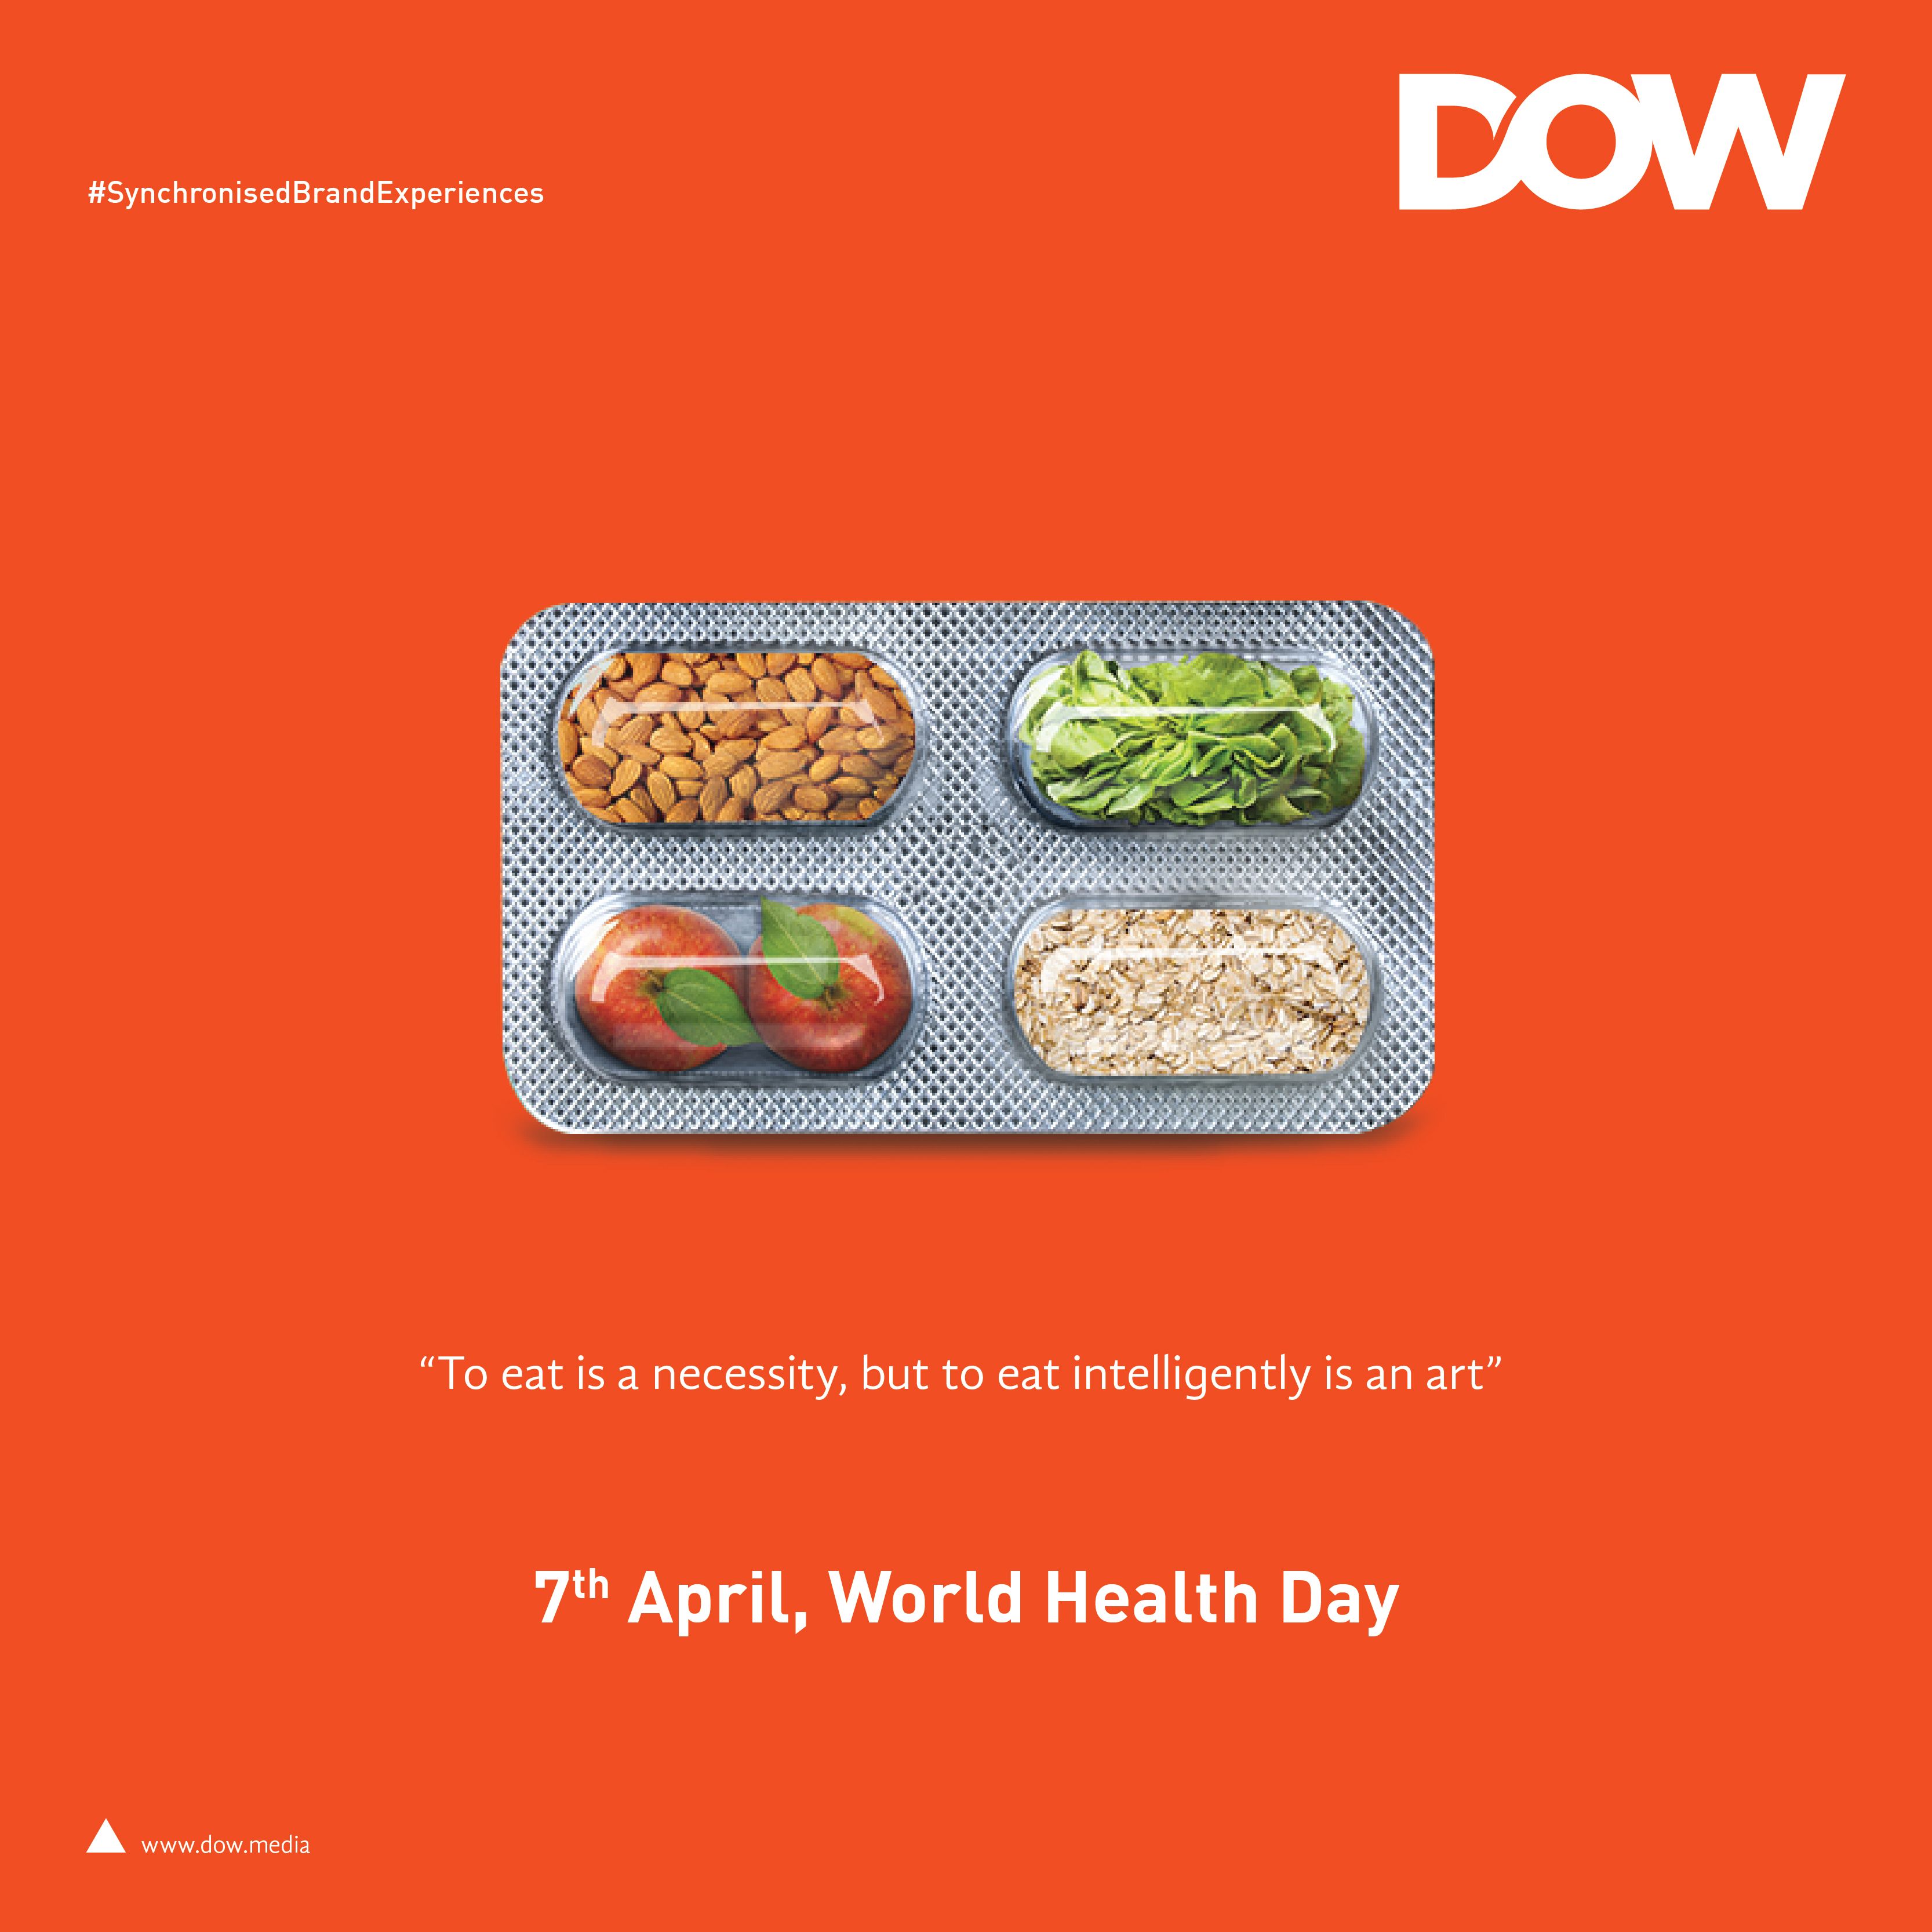 DOW
#SynchronisedBrandExperiences
“To eat is a necessity, but to eat intelligently is an art”
7th April, World Health Day
www.dow.media